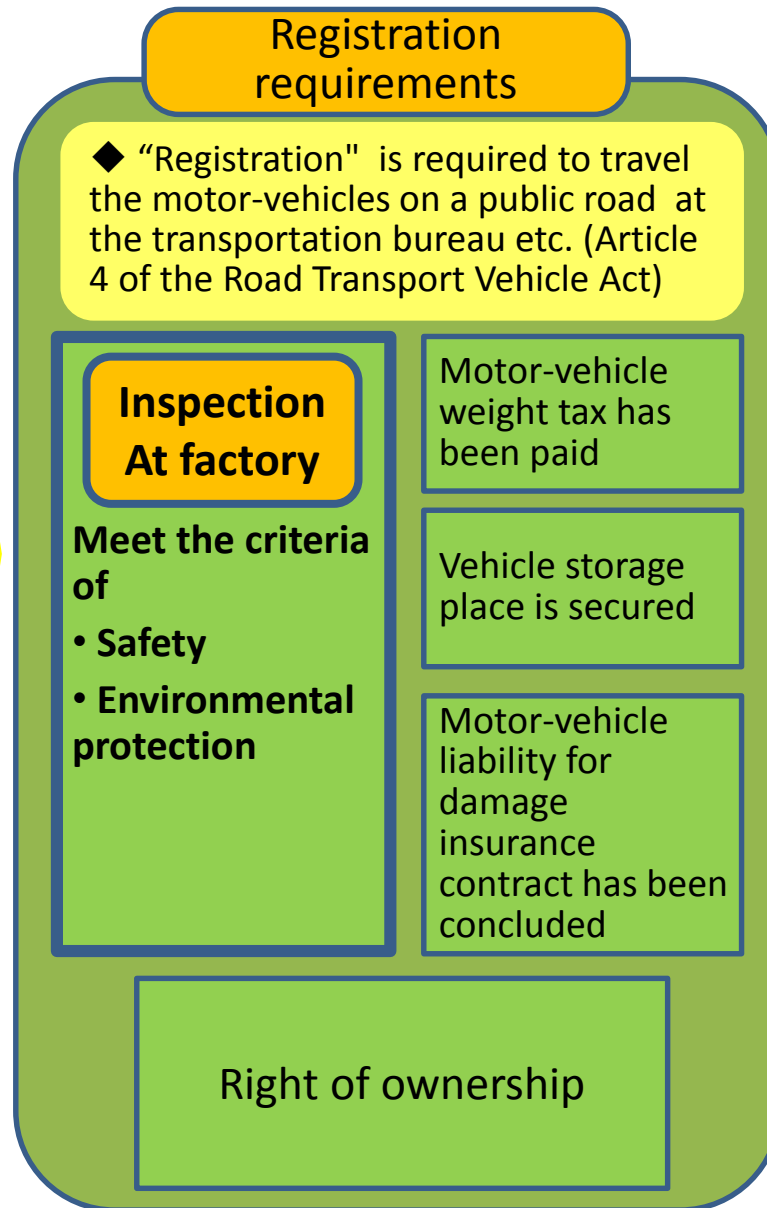 Registration
requirements
◆ “Registration" is required to travel
the motor-vehicles on a public road at
the transportation bureau etc. (Article
4 of the Road Transport Vehicle Act)
Inspection
At factory
Meet the criteria
of
• Safety
• Environmental
protection
Motor-vehicle
weight tax has
been paid
Vehicle storage
place is secured
Motor-vehicle
liability for
damage
insurance
contract has been
concluded
Right of ownership